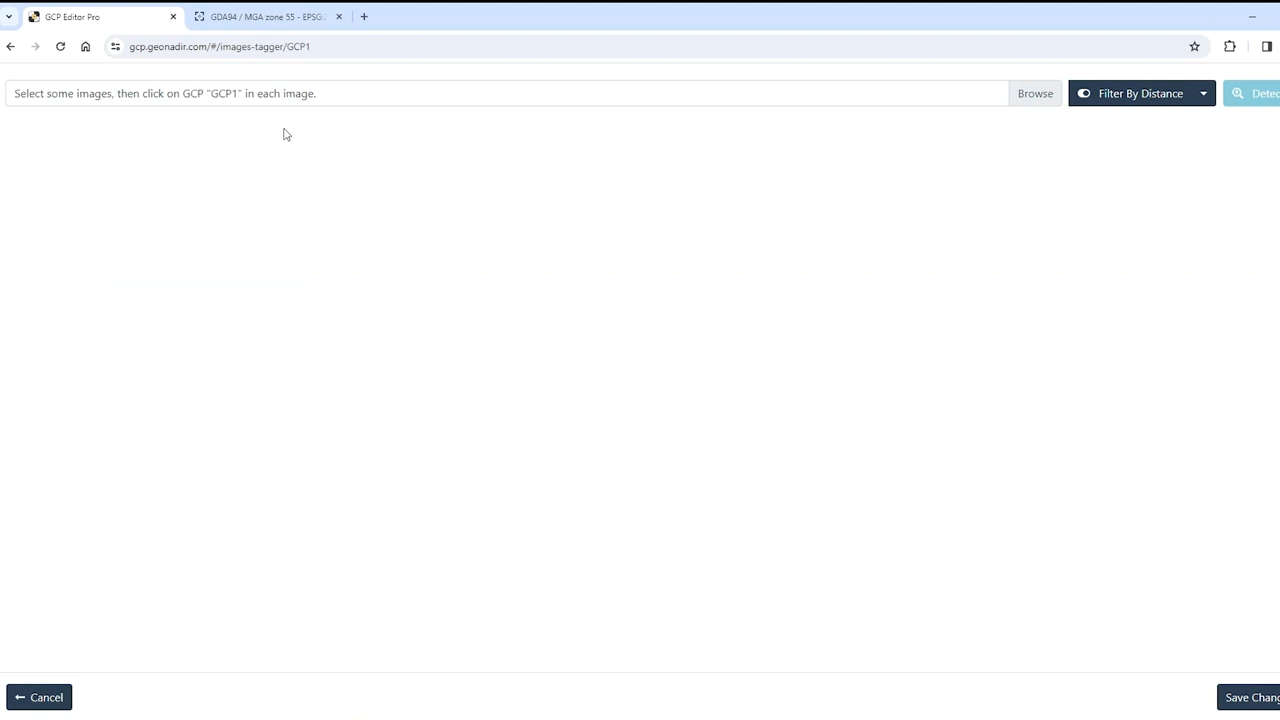 GCP Editor Pro
GDA94 / MGA zone 55 - EPSG:
gcp.geonadir.com/#/images-tagger/GCP1
Select some images, then click on GCP "GCP1" in each image.
Browse
Filter By Distance
Detec
Cancel
Save Chang